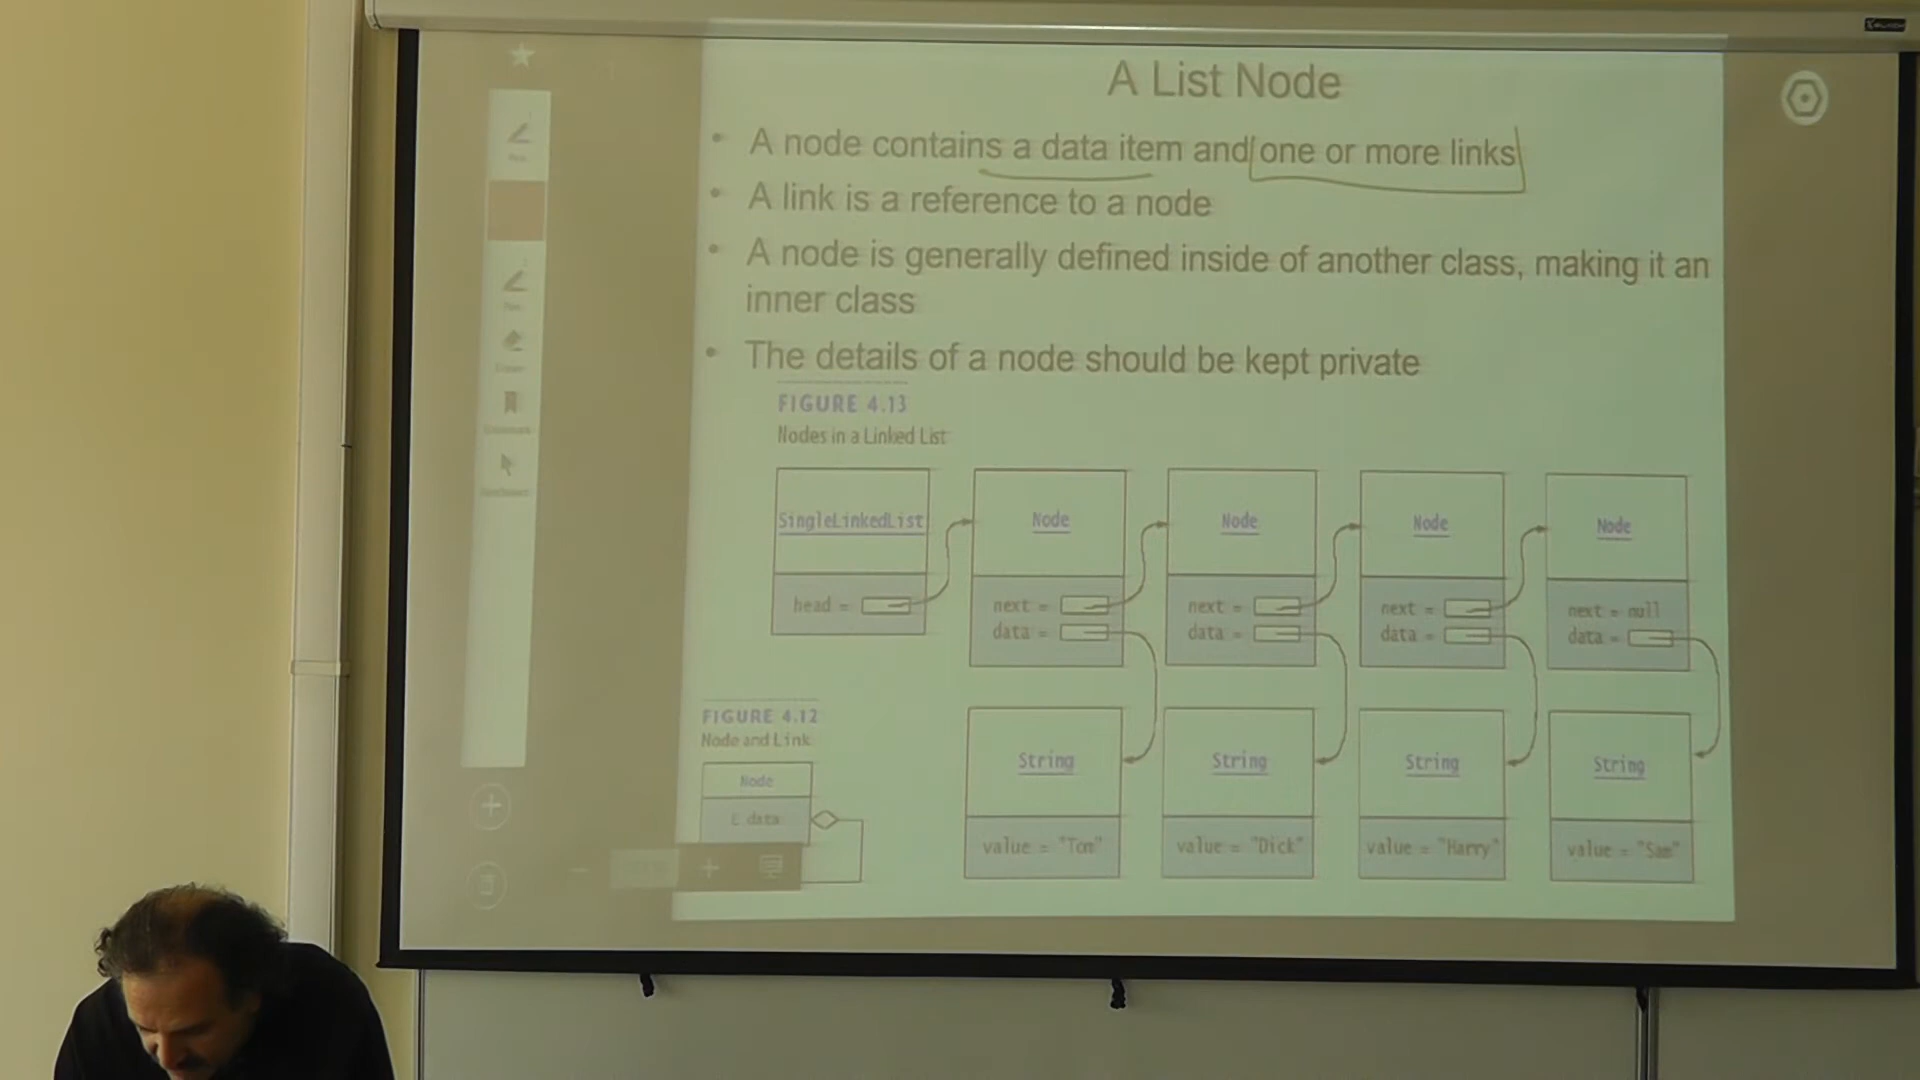 A List Node
• A node contains a data item and one or more links
• A link is a reference to a node
• A node is generally defined inside of another class, making it an
inner class
• The details of a node should be kept private
FIGURE 4.13
Nodes in a Linked List
SingleLinkedList Node Node Node Node
head = next = next = next = next = null
data = data = data = data =
FIGURE 4.12
Node and Link
String String String String
Node
E data
value = "Tom" value = "Dick" value = "Harry" value = "Sam"